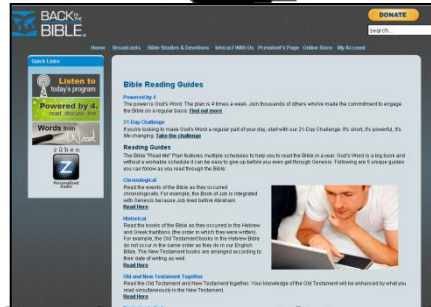 BACK TO THE
BIBLE.
DONATE
search...
Home Broadcasts Bible Studies & Devotions Interact With Us President's Page Online Store My Account
Quick Links
Listen to
today's program
Powered by 4.
read. discuss. live.
Words
zúbeo
Z
Personalized
Audio
Bible Reading Guides
Powered by 4
The power is God's Word. The plan is 4 times a week. Join thousands of others who've made the commitment to engage
the Bible on a regular basis. Find out more
21-Day Challenge
If you're looking to make God's Word a regular part of your day, start with our 21-Day Challenge. It's short, it's powerful, it's
life-changing. Take the challenge
Reading Guides
The Bible "Read Me" Plan features multiple schedules to help you to read the Bible in a year. God's Word is a big book and
without a workable schedule it can be easy to give up before you even get through Genesis. Following are 5 unique guides
you can follow as you read through the Bible.
Chronological
Read the events of the Bible as they occurred
chronologically. For example, the Book of Job is integrated
with Genesis because Job lived before Abraham.
Read Here
Historical
Read the books of the Bible as they occurred in the Hebrew
and Greek traditions (the order in which they were written).
For example, the Old Testament books in the Hebrew Bible
do not occur in the same order as they do in our English
Bible. The New Testament books are arranged according to
their date of writing as well.
Read Here
Old and New Testament Together
Read the Old Testament and New Testament together. Your knowledge of the Old Testament will be enhanced by what you
read simultaneously in the New Testament.
Read Here